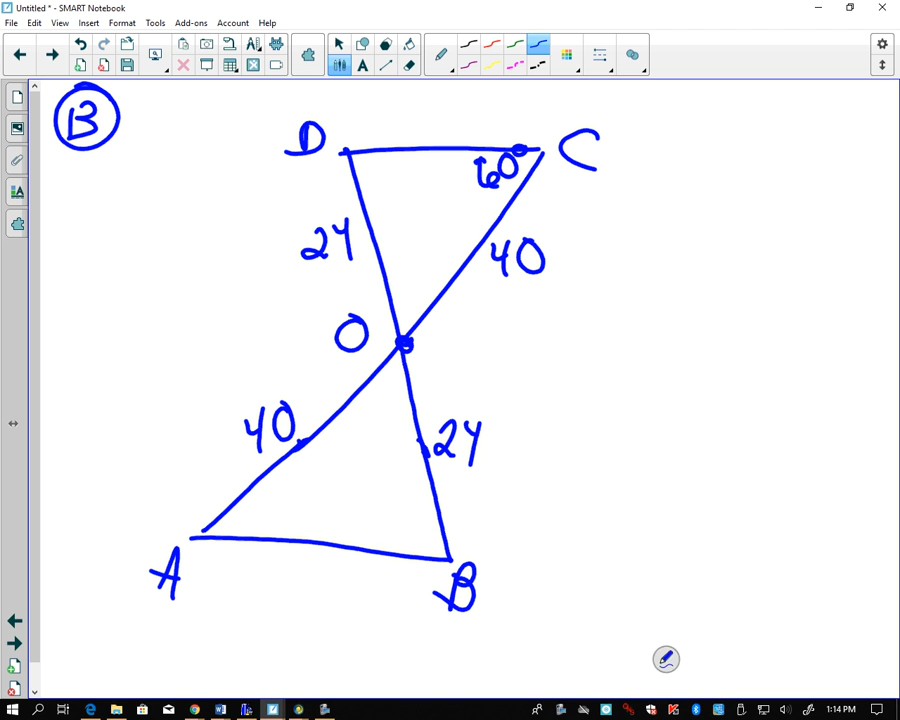 Untitled * - SMART Notebook
File Edit View Insert Format Tools Add-ons Account Help
B
D
C
60°
24
40
O
40
24
A
B
1:14 PM